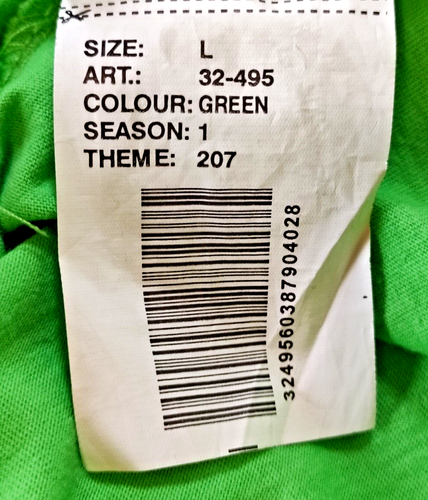 SIZE: L
ART.: 32-495
COLOUR: GREEN
SEASON: 1
THEME: 207
3249560387904028